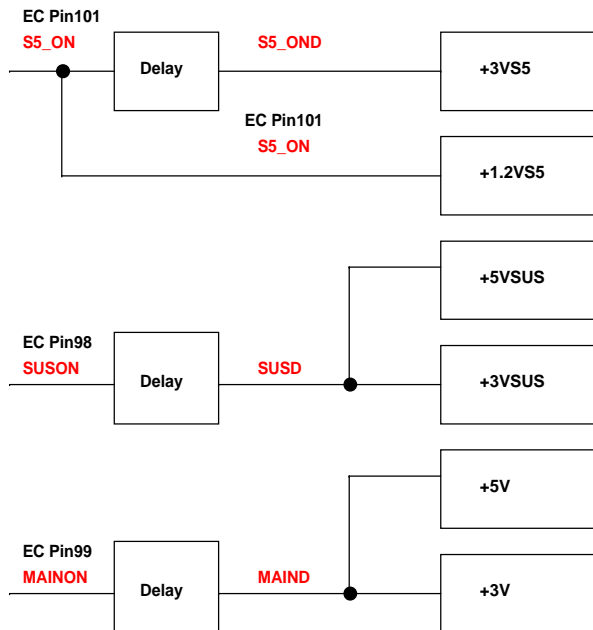 EC Pin101
S5_ON
Delay
S5_OND
+3VS5
EC Pin101
S5_ON
+1.2VS5
+5VSUS
EC Pin98
SUSON
Delay
SUSD
+3VSUS
+5V
EC Pin99
MAINON
Delay
MAIND
+3V